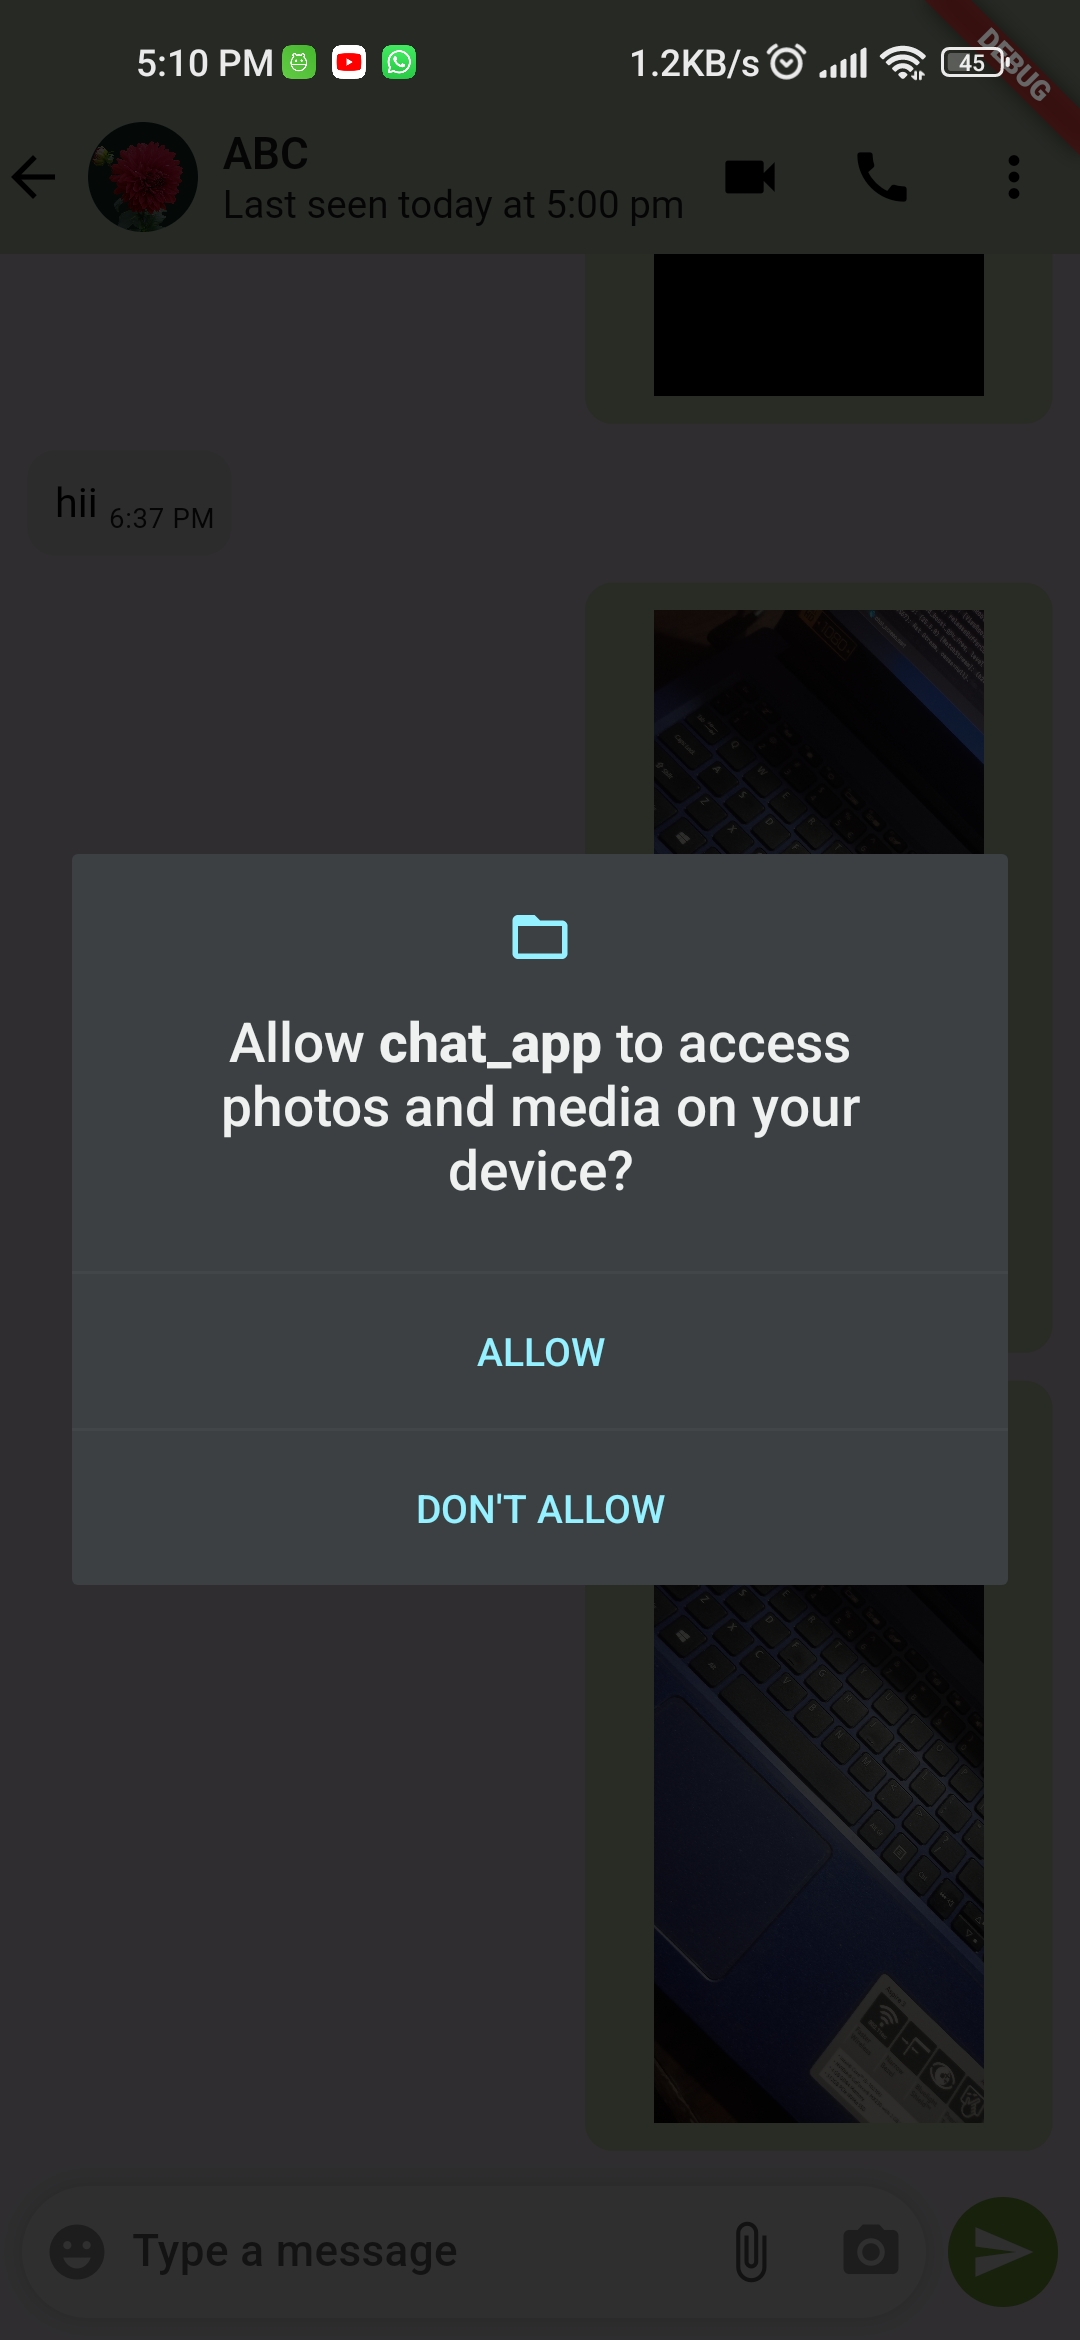 5:10 PM
1.2KB/s
45
DEBUG
ABC
Last seen today at 5:00 pm
hii 6:37 PM
Allow chat_app to access
photos and media on your
device?
ALLOW
DON'T ALLOW
Type a message